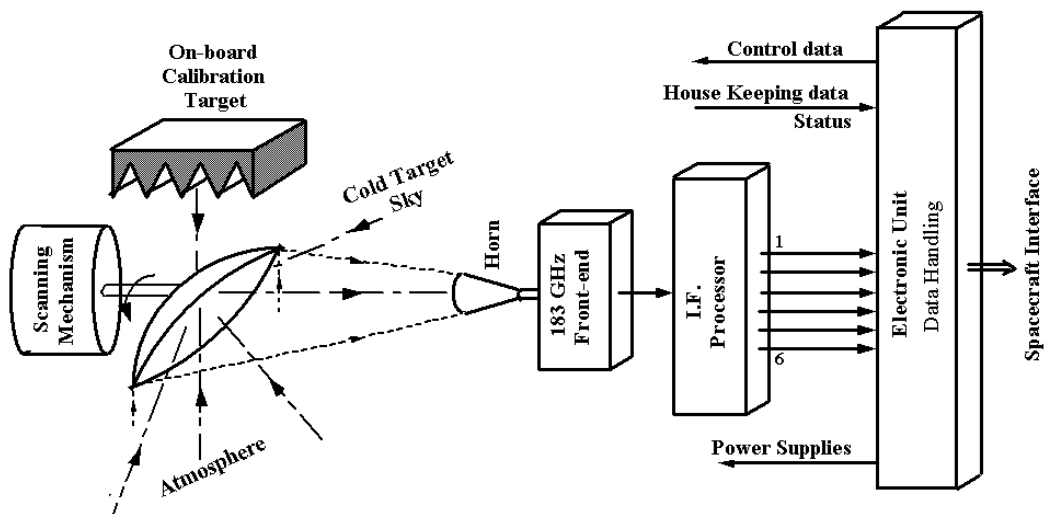 On-board
Calibration
Target
Control data
House Keeping data
Status
Cold Target
Sky
Scanning
Mechanism
Horn
183 GHz
Front-end
I.F.
Processor
1
6
Electronic Unit
Data Handling
Spacecraft Interface
Atmosphere
Power Supplies